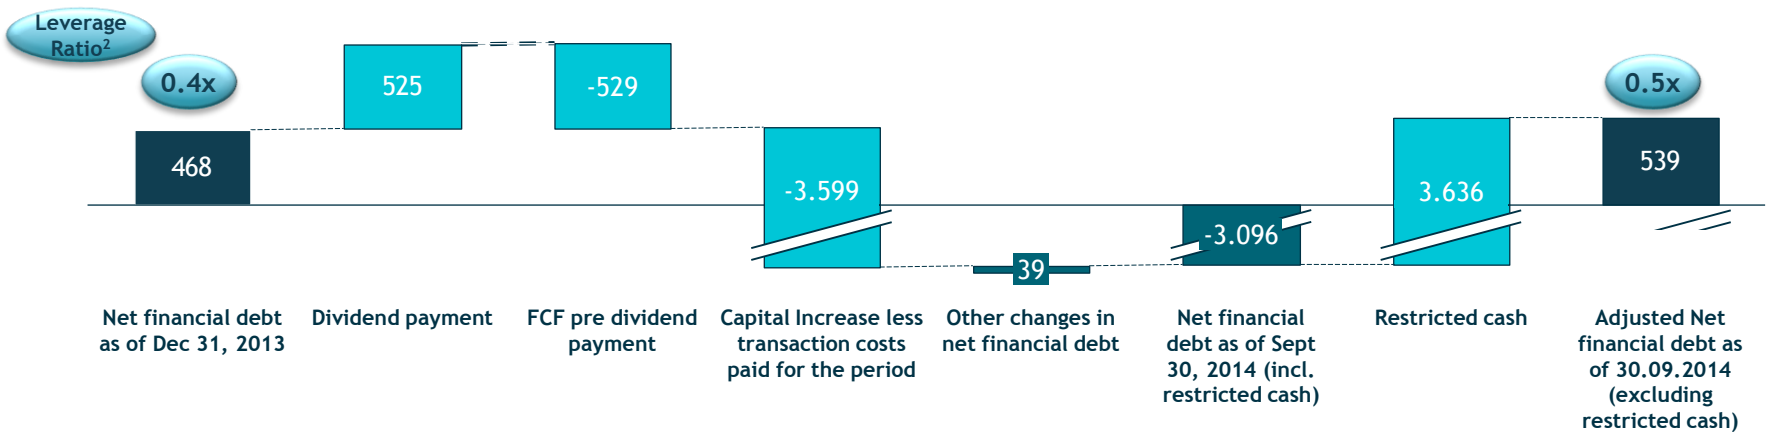 Leverage
Ratio2
0.4x
0.5x
525
-529
468
-3.599
39
-3.096
3.636
539
Net financial debt
as of Dec 31, 2013
Dividend payment
FCF pre dividend
payment
Capital Increase less
transaction costs
paid for the period
Other changes in
net financial debt
Net financial
debt as of Sept
30, 2014 (incl.
restricted cash)
Restricted cash
Adjusted Net
financial debt as
of 30.09.2014
(excluding
restricted cash)